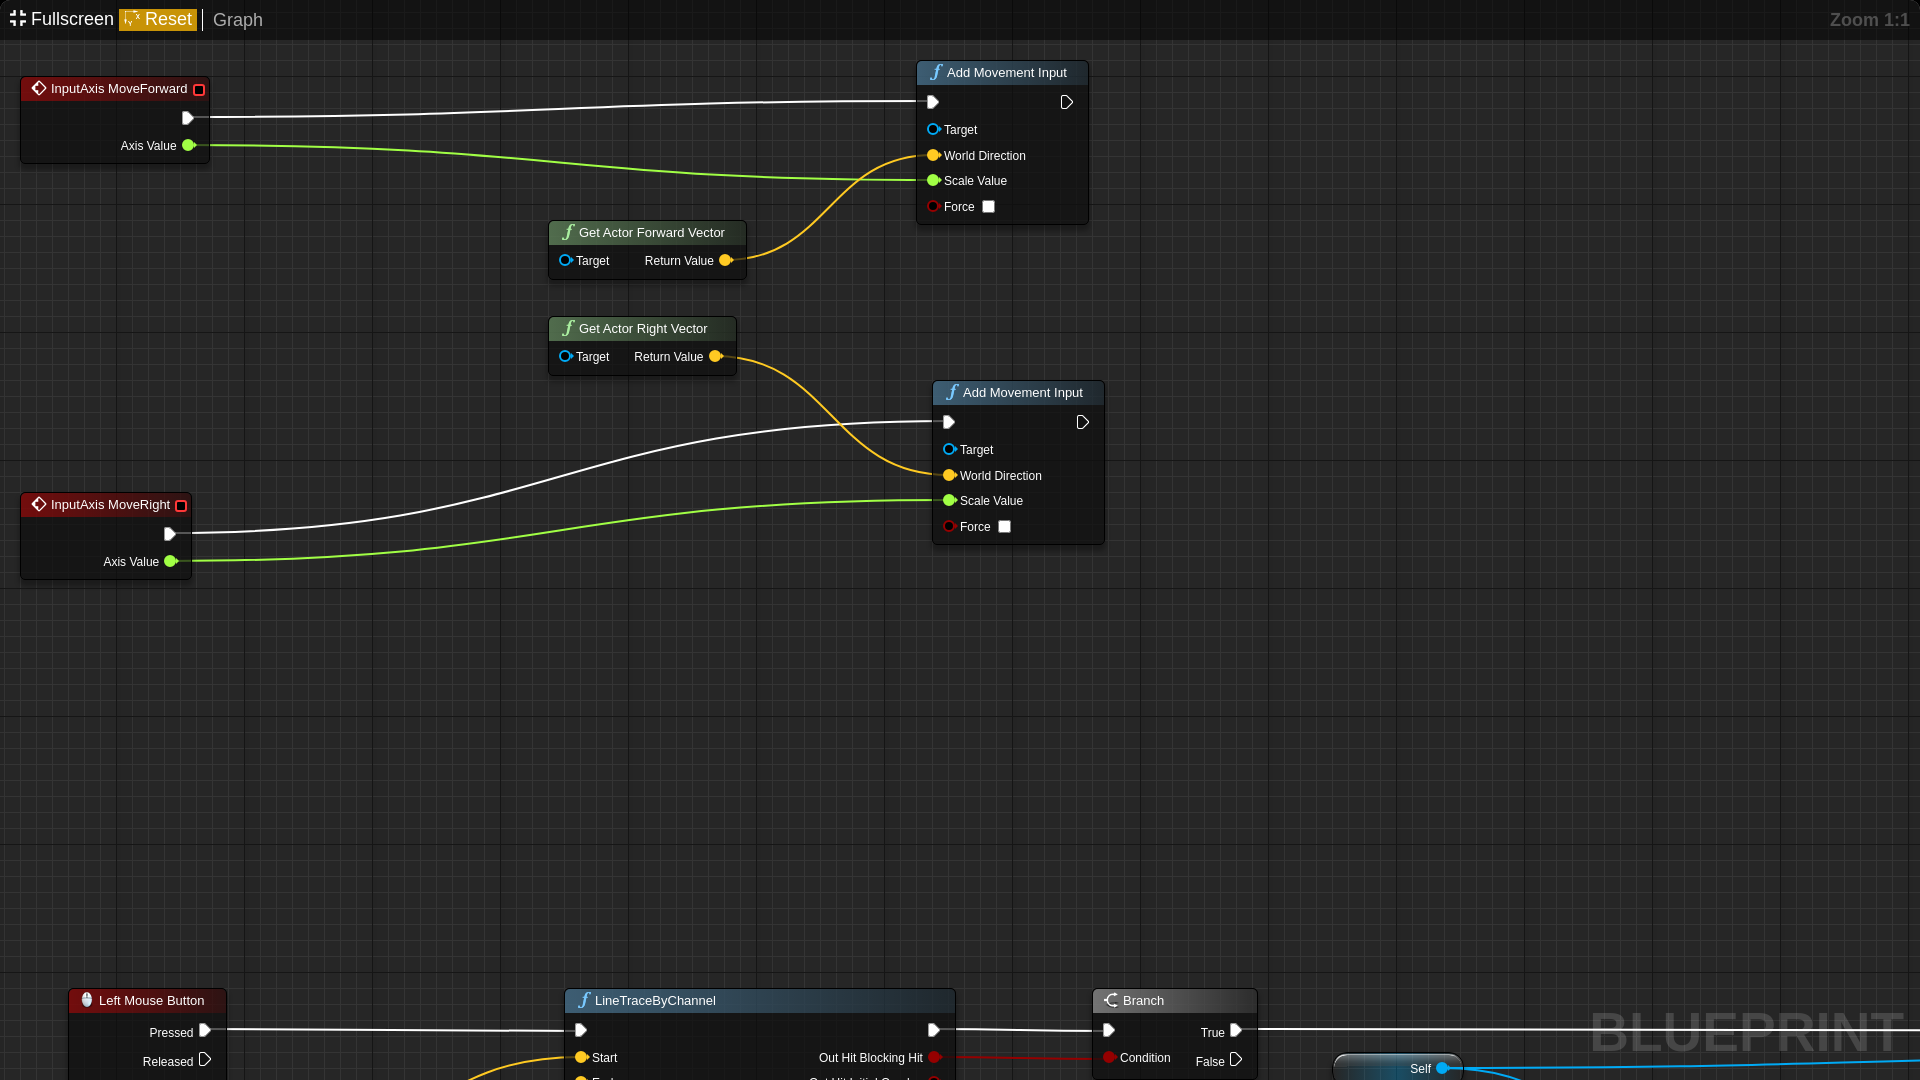 Fullscreen Reset Graph Zoom 1:1
Add Movement Input
InputAxis MoveForward
Target
Axis Value
World Direction
Scale Value
Force
Get Actor Forward Vector
Target Return Value
Get Actor Right Vector
Target Return Value
Add Movement Input
Target
World Direction
Scale Value
InputAxis MoveRight
Force
Axis Value
Left Mouse Button
LineTraceByChannel
Branch
Pressed
True
BLUEPRINT
Start
Out Hit Blocking Hit
Condition
Released
False
Self